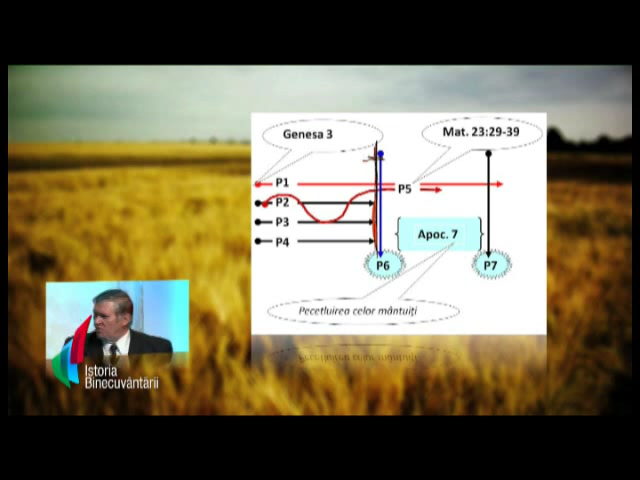 Genesa 3
Mat. 23:29-39
P1
P5
P2
P3
Apoc. 7
P4
P6
P7
Pecetluirea celor mântuiți
Istoria
Binecuvântării